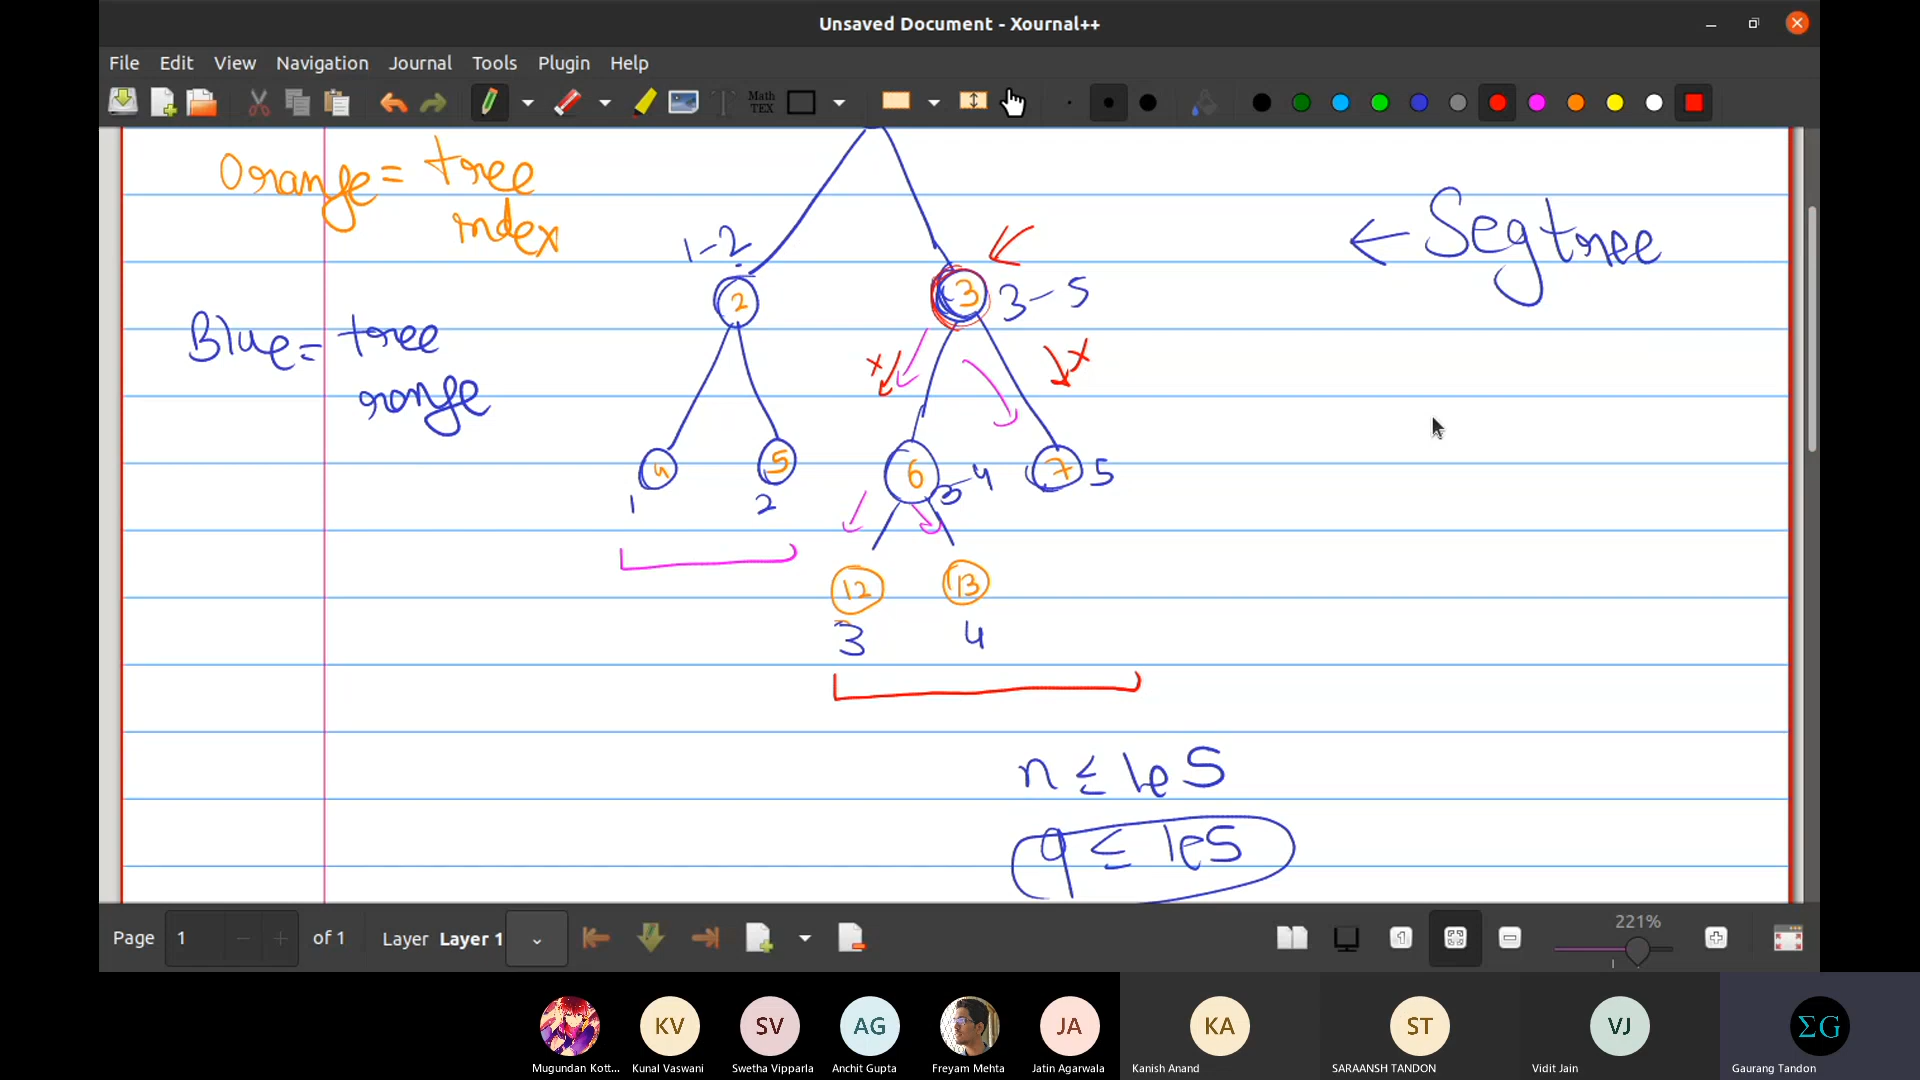 Unsaved Document - Xournal++
File Edit View Navigation Journal Tools Plugin Help
Math
TEX
Orange = tree
index
← Segtree
1-2
2
3
3-5
Blue = tree
range
x
x
4
5
6
3-4
7
5
1
2
12
13
3
4
n ≤ 1e5
q ≤ 1e5
Page 1 of 1 Layer Layer 1
221%
KV
SV
AG
JA
KA
ST
VJ
ΣG
Mugundan Kott... Kunal Vaswani Swetha Vipparla Anchit Gupta Freyam Mehta Jatin Agarwala Kanish Anand SARAANSH TANDON Vidit Jain Gaurang Tandon